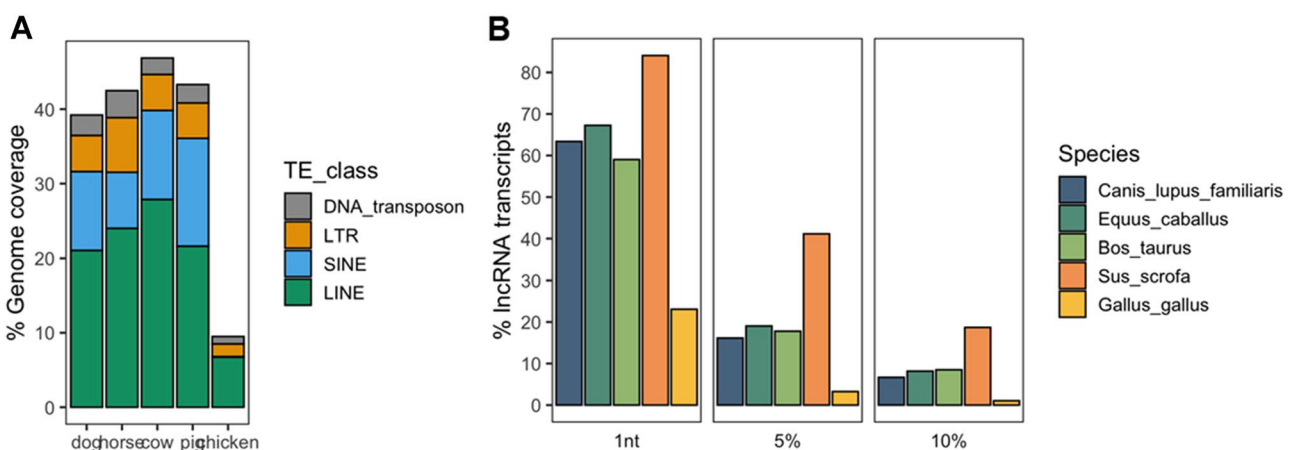 A
% Genome coverage
40
30
20
10
0
dog horse cow pig chicken
TE_class
DNA_transposon
LTR
SINE
LINE
B
% lncRNA transcripts
80
70
60
50
40
30
20
10
0
1nt 5% 10%
Species
Canis_lupus_familiaris
Equus_caballus
Bos_taurus
Sus_scrofa
Gallus_gallus